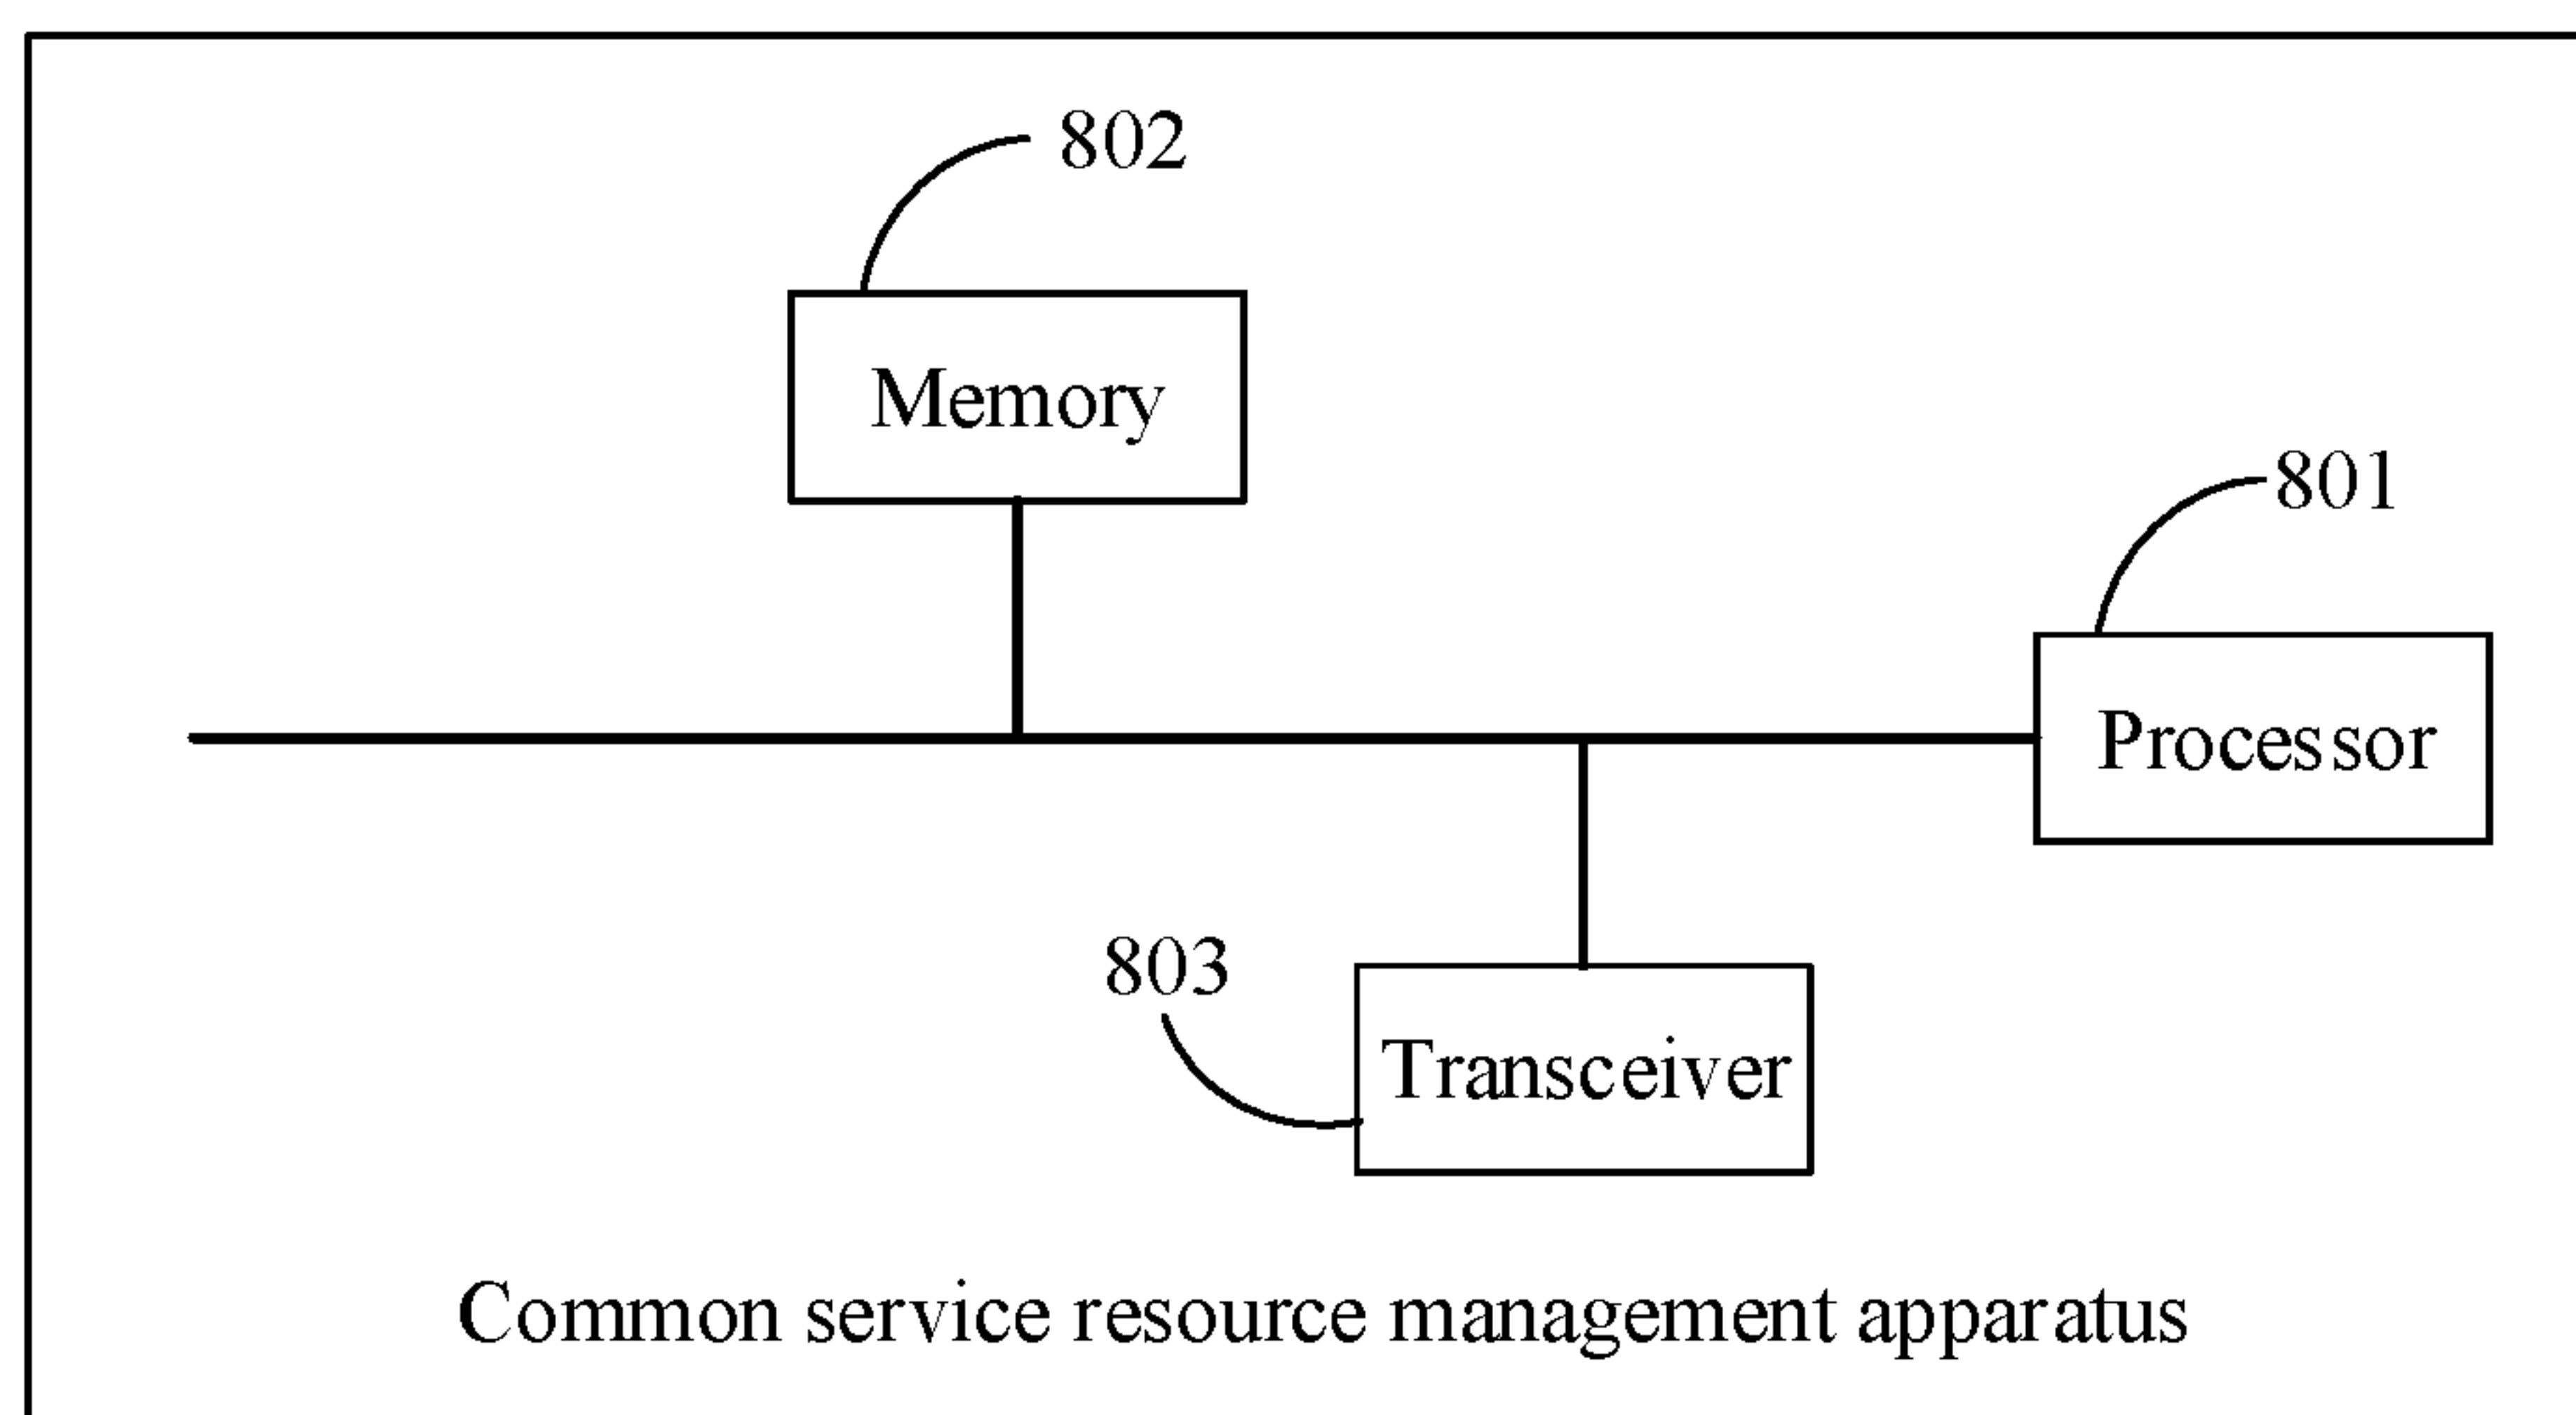 802
Memory
801
Processor
803
Transceiver
Common service resource management apparatus